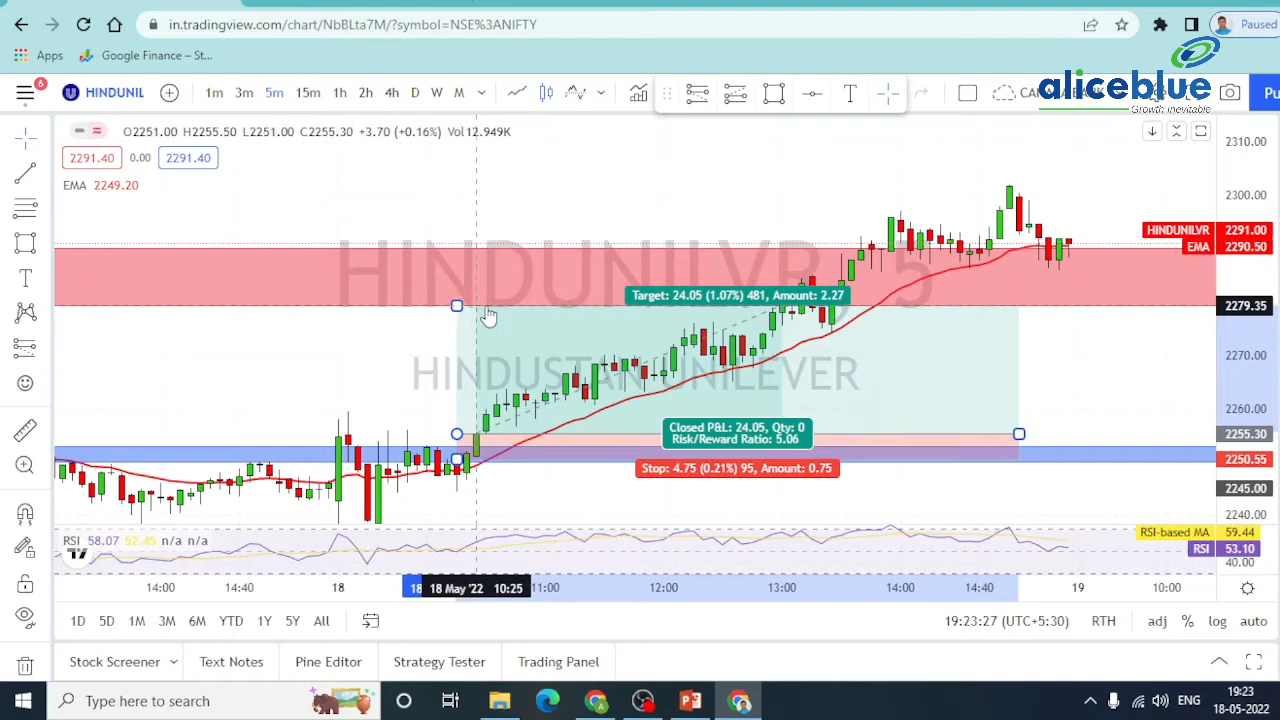 in.tradingview.com/chart/NbBLta7M/?symbol=NSE%3ANIFTY
Paused
Apps
Google Finance – St...
aliceblue
Growth inevitable
6
HINDUNIL
1m 3m 5m 15m 1h 2h 4h D W M
T
Pu
O2251.00 H2255.50 L2251.00 C2255.30 +3.70 (+0.16%) Vol12.949K
2291.40 0.00 2291.40
EMA 2249.20
2310.00
2300.00
HINDUNILVR 2291.00
EMA 2290.50
HINDUNILVR, 5
Target: 24.05 (1.07%) 481, Amount: 2.27
2279.35
2270.00
HINDUSTAN UNILEVER
2260.00
Closed P&L: 24.05, Qty: 0
Risk/Reward Ratio: 5.06
2255.30
Stop: 4.75 (0.21%) 95, Amount: 0.75
2250.55
2245.00
2240.00
RSI 58.07 52.45 n/a n/a
RSI-based MA 59.44
RSI 53.10
40.00
14:00 14:40 18 18 18 May '22 10:25 11:00 12:00 13:00 14:00 14:40 19 10:00
1D 5D 1M 3M 6M YTD 1Y 5Y All
19:23:27 (UTC+5:30) RTH adj % log auto
Stock Screener Text Notes Pine Editor Strategy Tester Trading Panel
Type here to search
ENG
19:23
18-05-2022